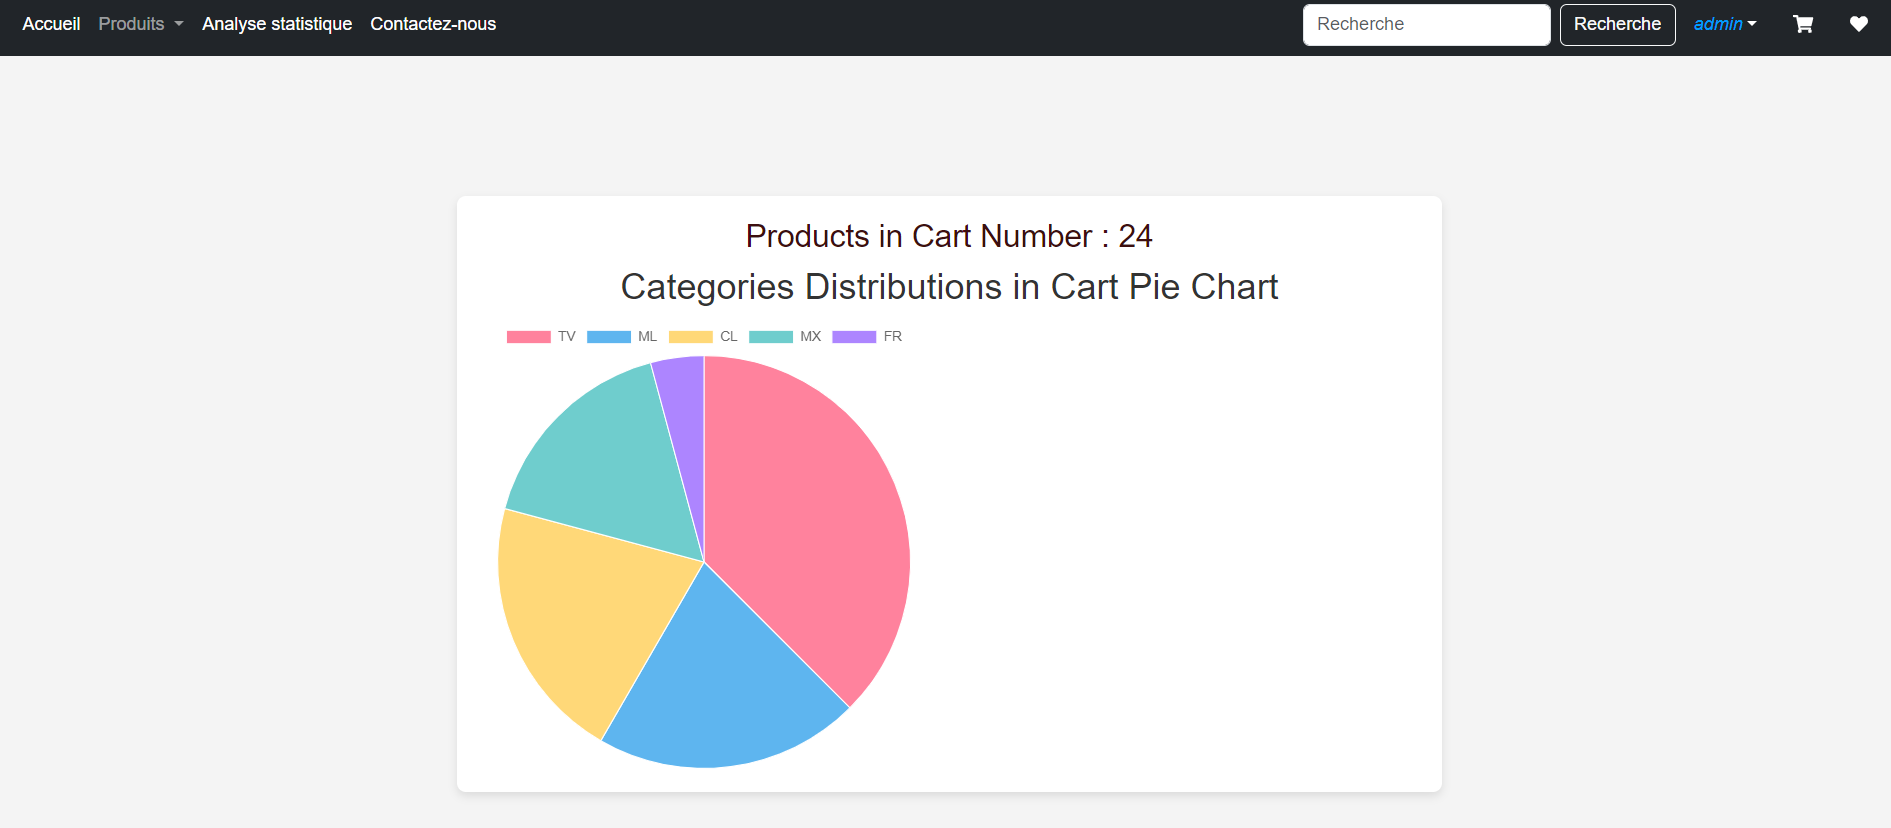 Accueil Produits Analyse statistique Contactez-nous Recherche Recherche admin
Products in Cart Number : 24
Categories Distributions in Cart Pie Chart
TV ML CL MX FR